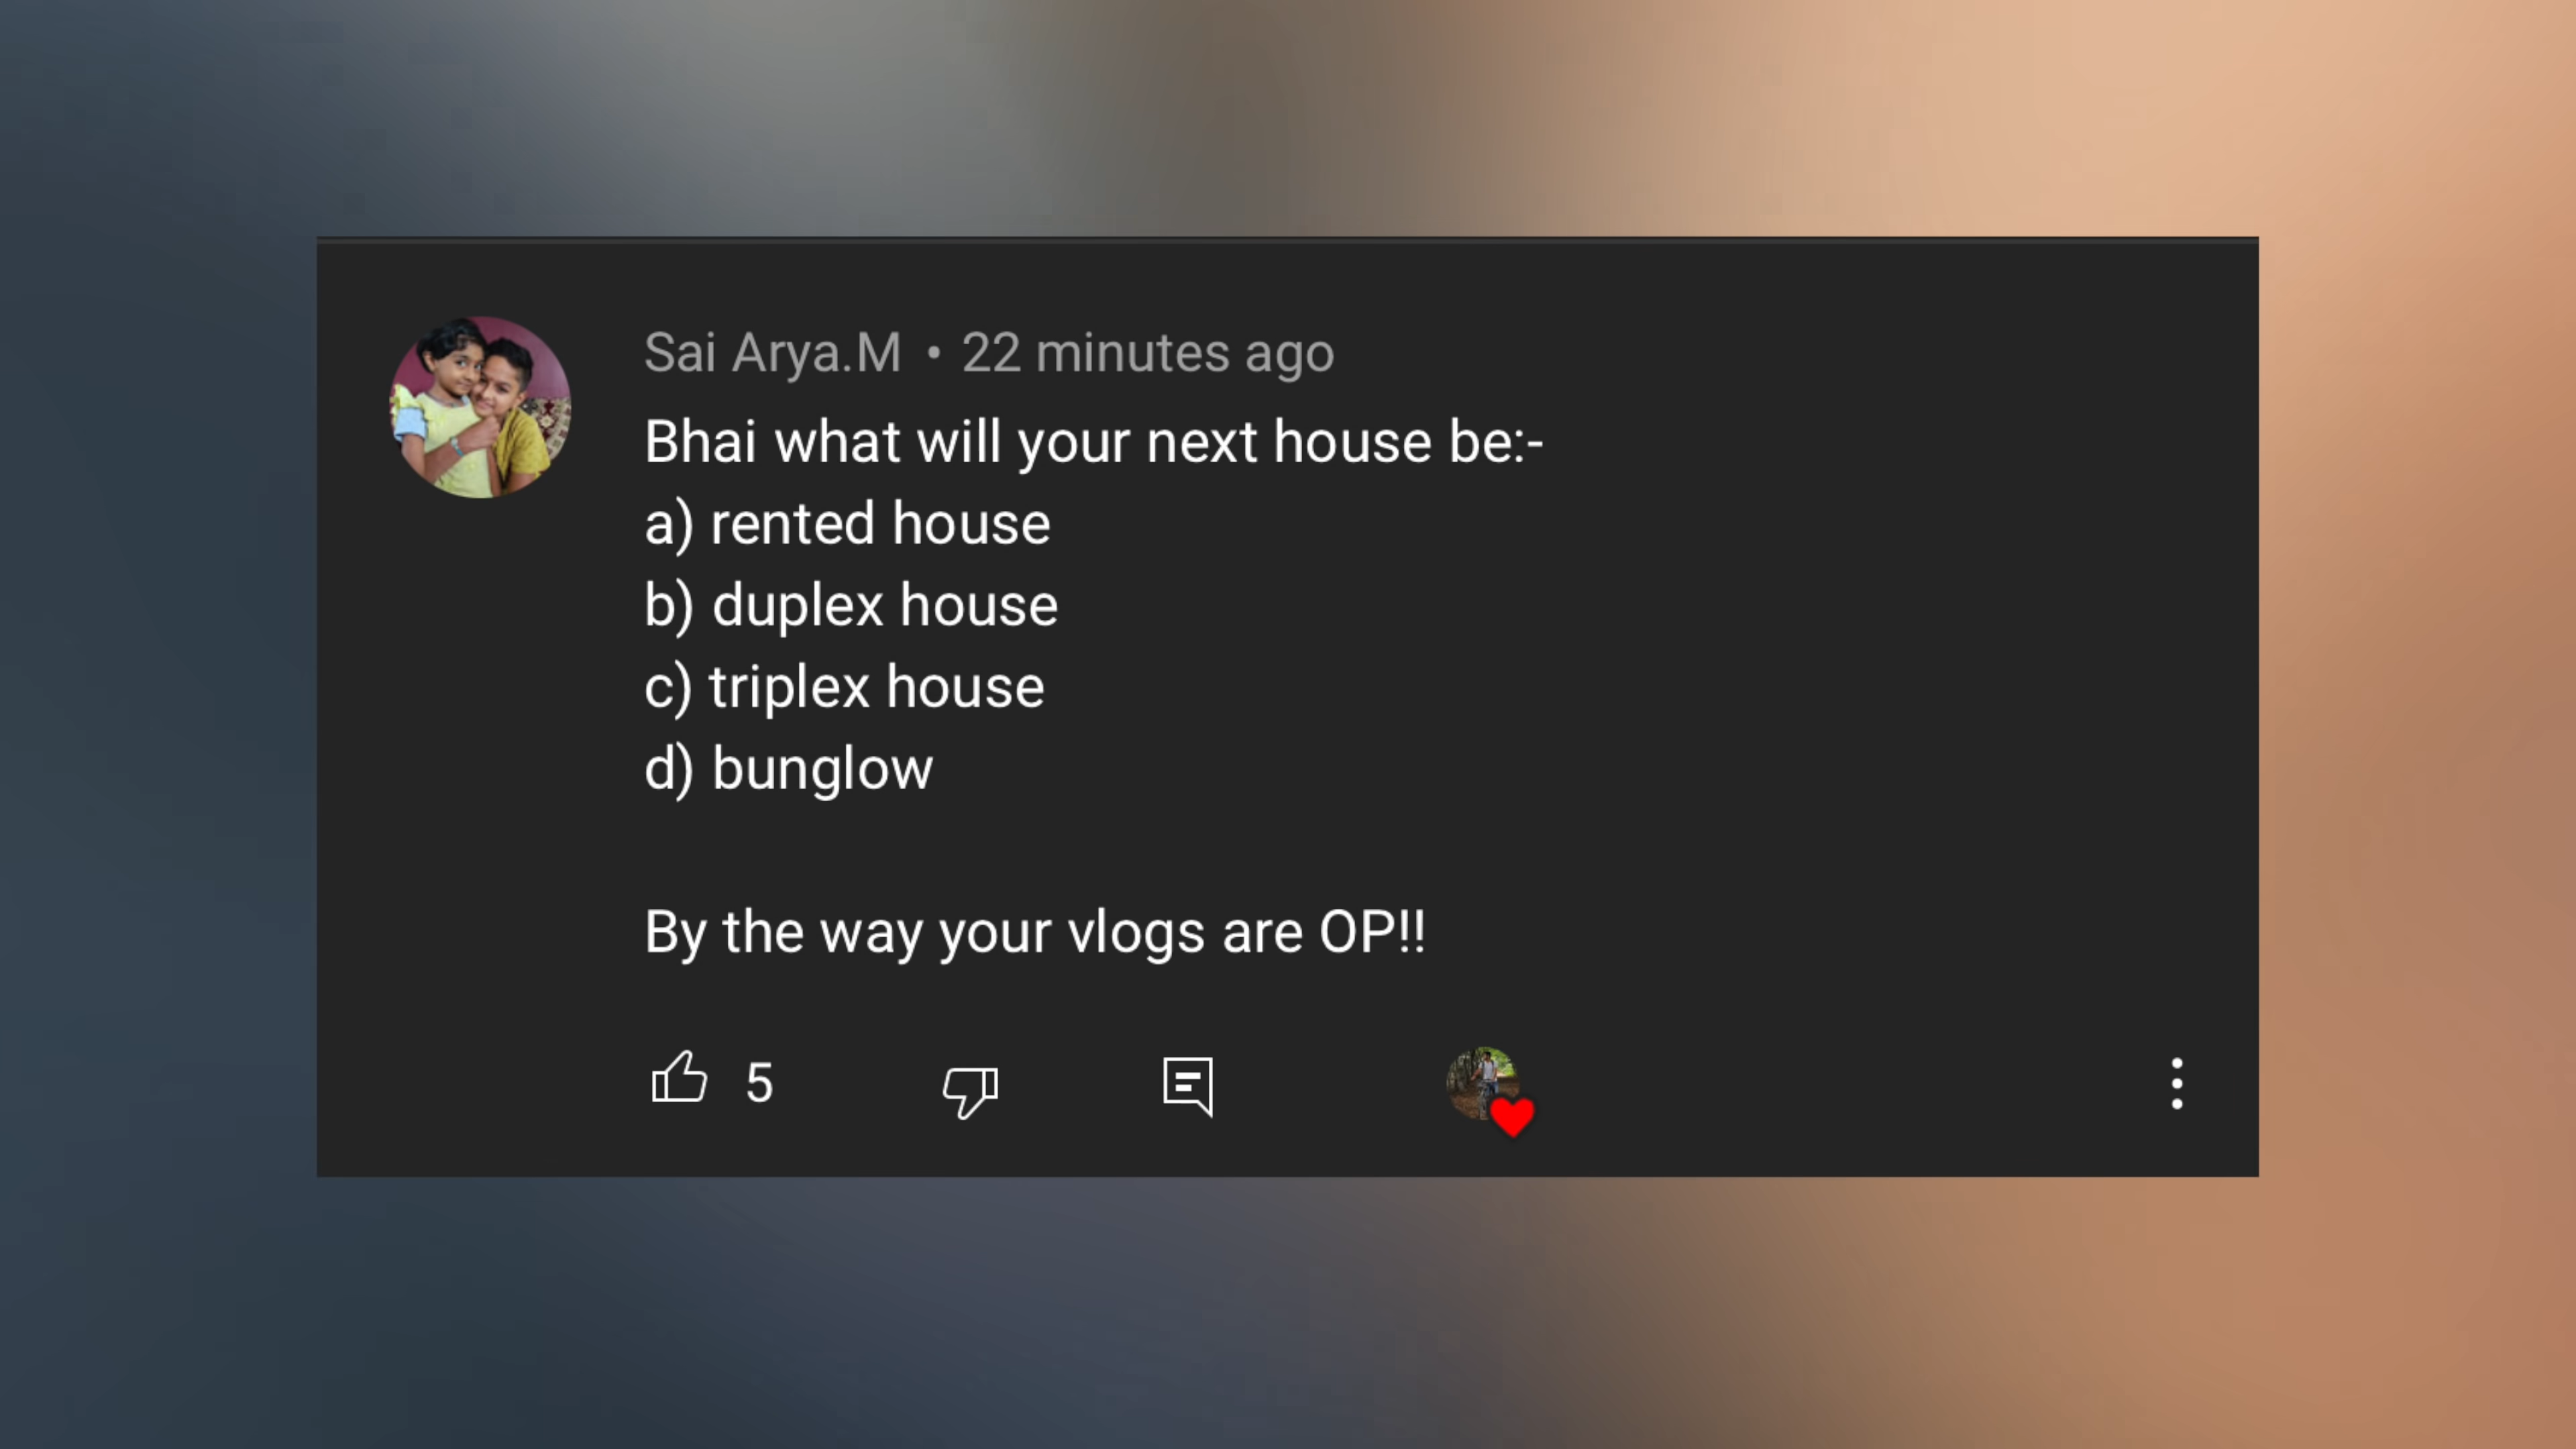 Sai Arya.M • 22 minutes ago
Bhai what will your next house be:-
a) rented house
b) duplex house
c) triplex house
d) bunglow
By the way your vlogs are OP!!
5